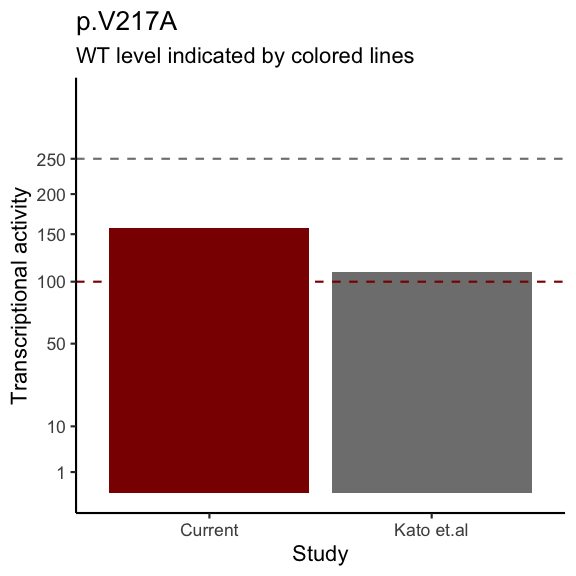 p.V217A
WT level indicated by colored lines
Transcriptional activity
250
200
150
100
50
10
1
Current
Kato et.al
Study